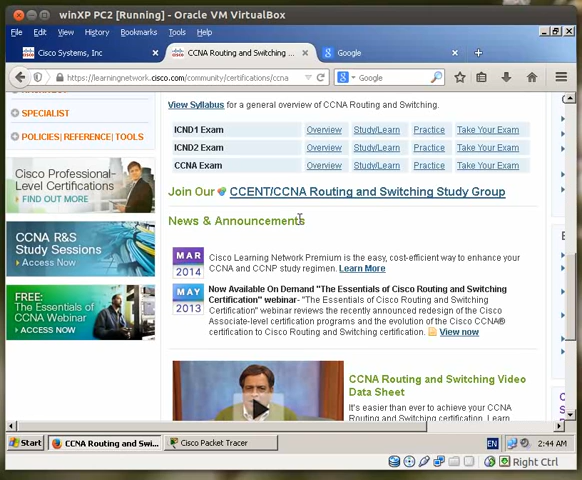 winXP PC2 [Running] - Oracle VM VirtualBox
File Edit View History Bookmarks Tools Help
Cisco Systems, Inc
CCNA Routing and Switching ...
Google
https://learningnetwork.cisco.com/community/certifications/ccna
Google
SPECIALIST
POLICIES| REFERENCE| TOOLS
Cisco Professional-
Level Certifications
FIND OUT MORE
CCNA R&S
Study Sessions
Access Now
FREE:
The Essentials of
CCNA Webinar
ACCESS NOW
View Syllabus for a general overview of CCNA Routing and Switching.
ICND1 Exam Overview Study/Learn Practice Take Your Exam
ICND2 Exam Overview Study/Learn Practice Take Your Exam
CCNA Exam Overview Study/Learn Practice Take Your Exam
Join Our CCENT/CCNA Routing and Switching Study Group
News & Announcements
MAR
2014
Cisco Learning Network Premium is the easy, cost-efficient way to enhance your
CCNA and CCNP study regimen. Learn More
MAY
2013
Now Available On Demand "The Essentials of Cisco Routing and Switching
Certification" webinar- "The Essentials of Cisco Routing and Switching
Certification" webinar reviews the recently announced redesign of the Cisco
Associate-level certification programs and the evolution of the Cisco CCNA®
certification to Cisco Routing and Switching certification. View now
CCNA Routing and Switching Video
Data Sheet
It's easier than ever to achieve your CCNA
Routing and Switching certification. Learn
Start
CCNA Routing and Swi...
Cisco Packet Tracer
EN
2:44 AM
Right Ctrl